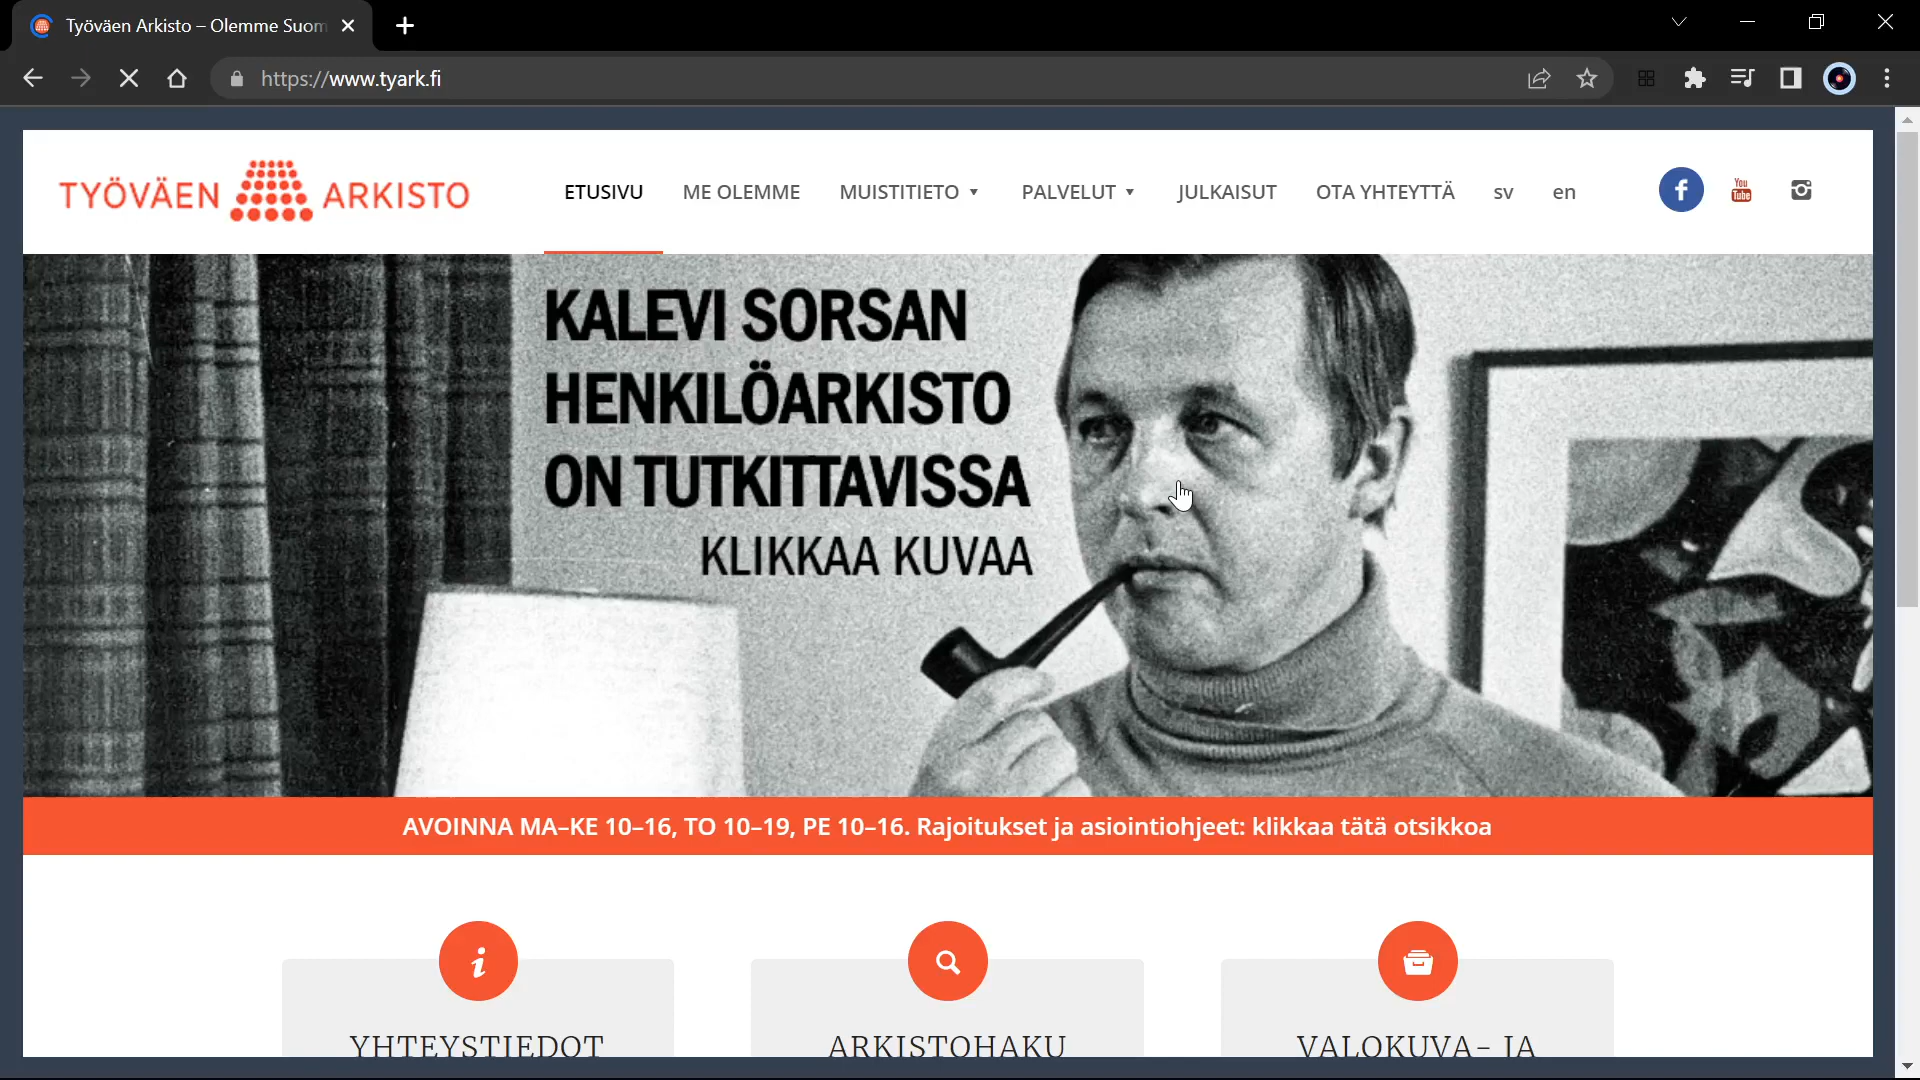 Työväen Arkisto – Olemme Suom
https://www.tyark.fi
TYÖVÄEN ARKISTO
ETUSIVU
ME OLEMME
MUISTITIETO
PALVELUT
JULKAISUT
OTA YHTEYTTÄ
sv
en
f
You Tube
KALEVI SORSAN
HENKILÖARKISTO
ON TUTKITTAVISSA
KLIKKAA KUVAA
AVOINNA MA–KE 10–16, TO 10–19, PE 10–16. Rajoitukset ja asiointiohjeet: klikkaa tätä otsikkoa
i
YHTEYSTIEDOT
ARKISTOHAKU
VALOKUVA- JA